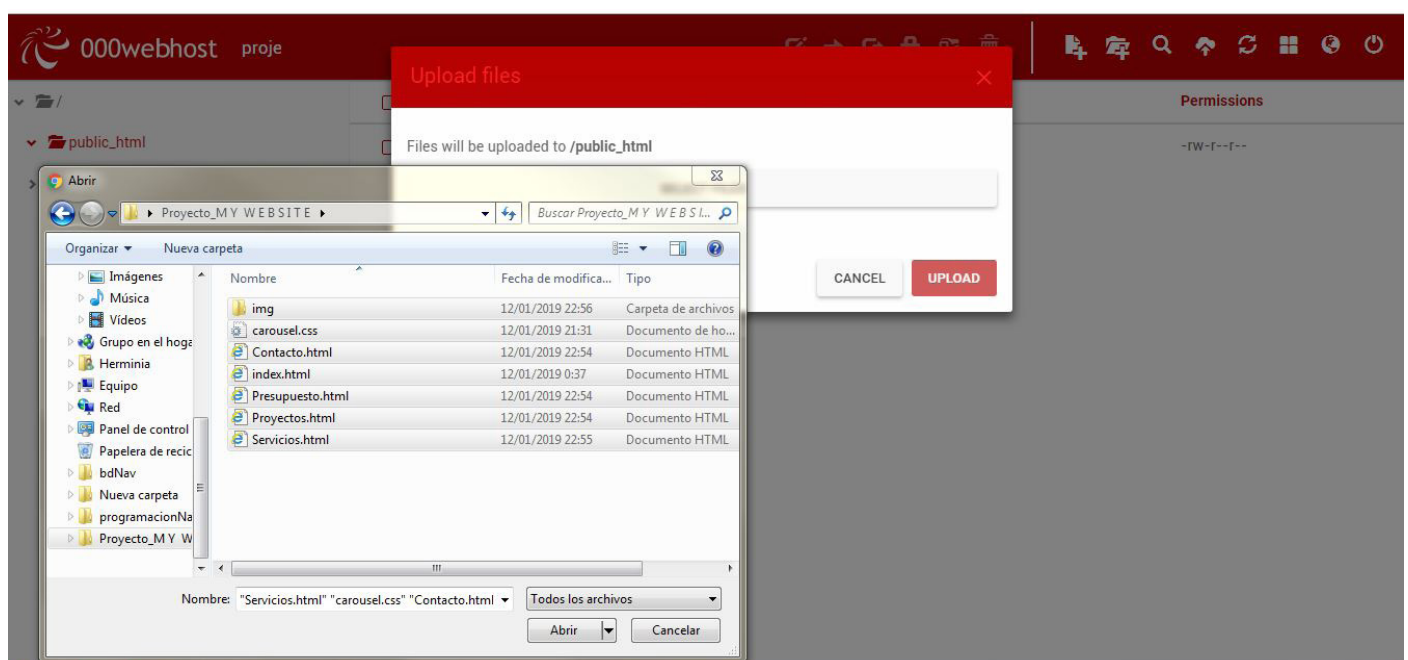 000webhost proje
Upload files
/
Permissions
public_html
Files will be uploaded to /public_html
-rw-r--r--
Abrir
Proyecto_M Y W E B S I T E
Buscar Proyecto_M Y W E B S I...
Organizar
Nueva carpeta
Imágenes
Música
Vídeos
Grupo en el hoga
Herminia
Equipo
Red
Panel de control
Papelera de recic
bdNav
Nueva carpeta
programacionNa
Proyecto_M Y W
Nombre Fecha de modifica... Tipo
img 12/01/2019 22:56 Carpeta de archivos
carousel.css 12/01/2019 21:31 Documento de ho...
Contacto.html 12/01/2019 22:54 Documento HTML
index.html 12/01/2019 0:37 Documento HTML
Presupuesto.html 12/01/2019 22:54 Documento HTML
Proyectos.html 12/01/2019 22:54 Documento HTML
Servicios.html 12/01/2019 22:55 Documento HTML
CANCEL
UPLOAD
Nombre: "Servicios.html" "carousel.css" "Contacto.html
Todos los archivos
Abrir
Cancelar